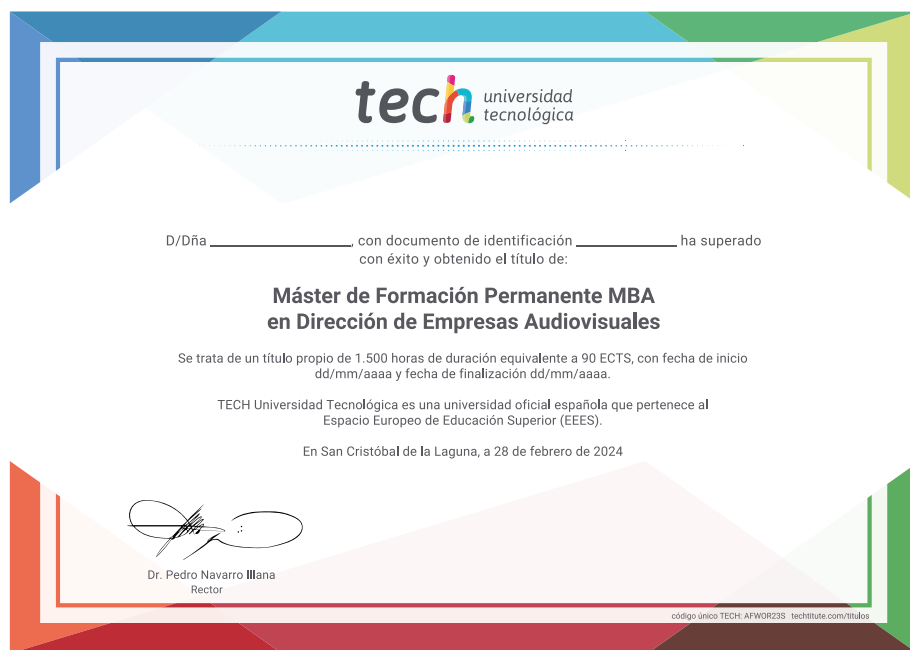 tech universidad
tecnológica
D/Dña ______________, con documento de identificación __________ ha superado
con éxito y obtenido el título de:
Máster de Formación Permanente MBA
en Dirección de Empresas Audiovisuales
Se trata de un título propio de 1.500 horas de duración equivalente a 90 ECTS, con fecha de inicio
dd/mm/aaaa y fecha de finalización dd/mm/aaaa.
TECH Universidad Tecnológica es una universidad oficial española que pertenece al
Espacio Europeo de Educación Superior (EEES).
En San Cristóbal de la Laguna, a 28 de febrero de 2024
Dr. Pedro Navarro Illana
Rector
código único TECH: AFWOR23S techtitute.com/titulos